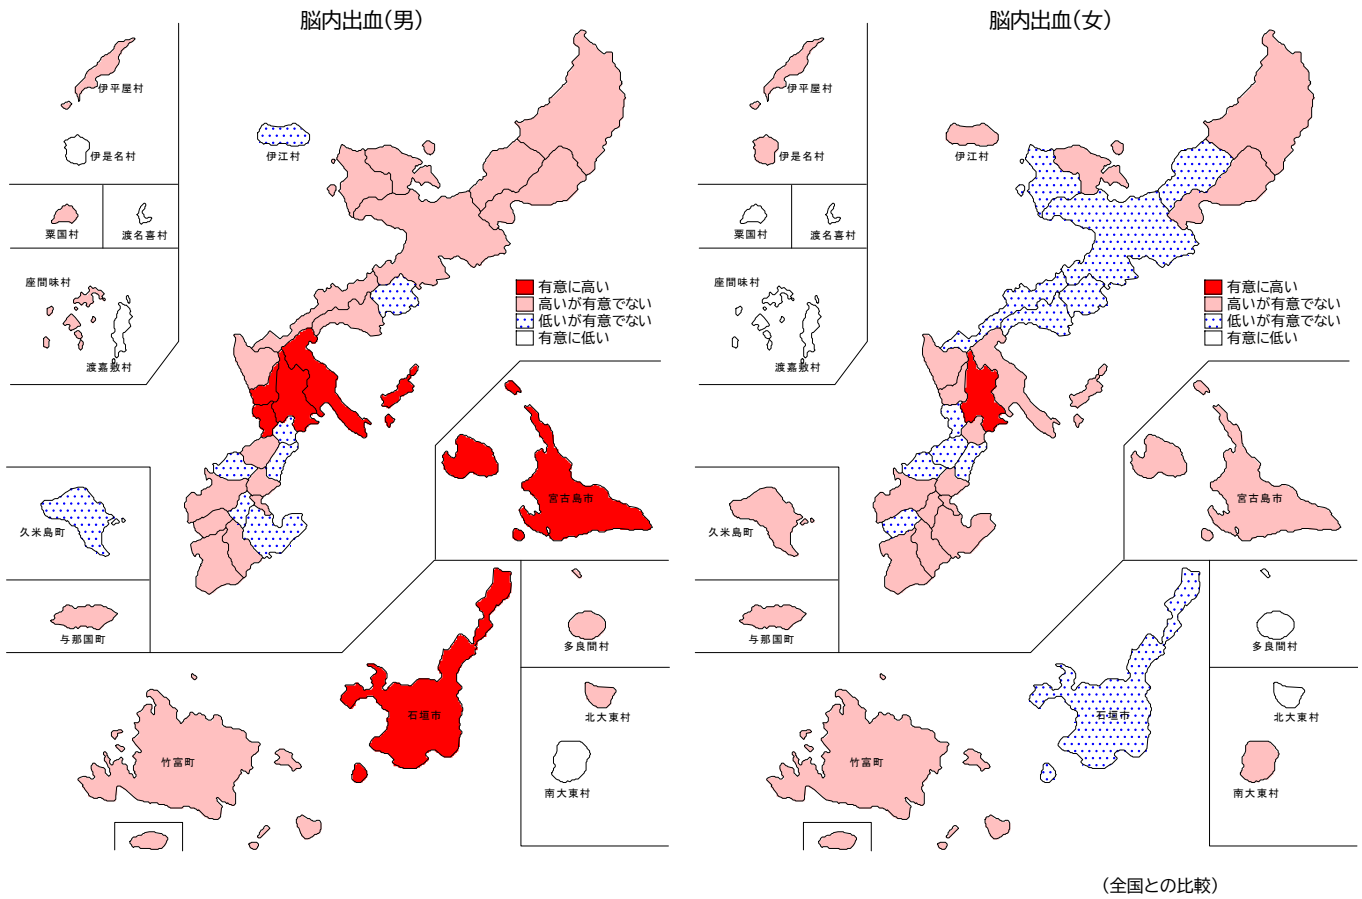 脳内出血(男)
伊平屋村
伊是名村
伊江村
粟国村
渡名喜村
座間味村
渡嘉敷村
有意に高い
高いが有意でない
低いが有意でない
有意に低い
久米島町
宮古島市
与那国町
多良間村
石垣市
北大東村
竹富町
南大東村
脳内出血(女)
伊平屋村
伊是名村
伊江村
粟国村
渡名喜村
座間味村
渡嘉敷村
有意に高い
高いが有意でない
低いが有意でない
有意に低い
久米島町
宮古島市
与那国町
多良間村
石垣市
北大東村
竹富町
南大東村
(全国との比較)